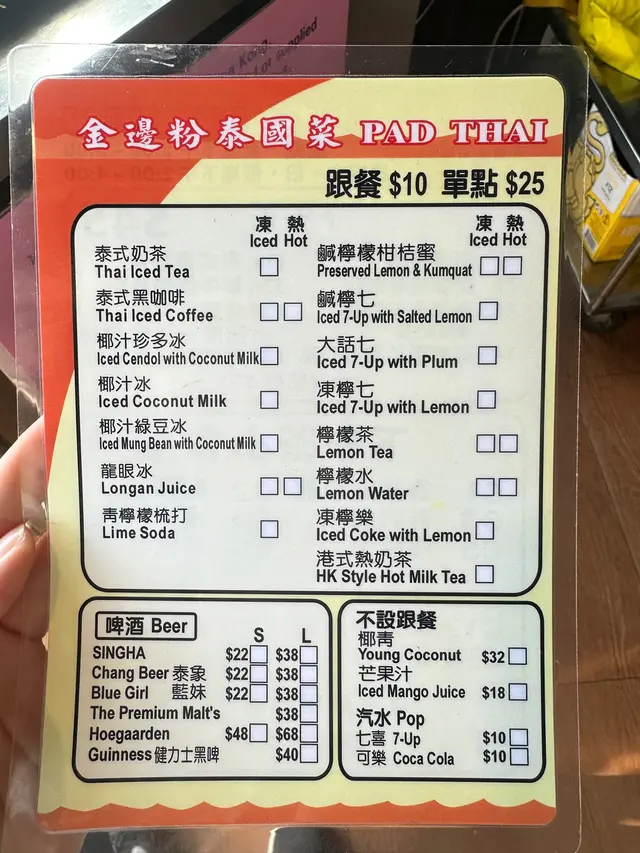 Kong.
or supplied
金邊粉泰國菜 PAD THAI
跟餐 $10 單點 $25
凍 熱
Iced Hot
泰式奶茶
Thai Iced Tea
泰式黑咖啡
Thai Iced Coffee
椰汁珍多冰
Iced Cendol with Coconut Milk
椰汁冰
Iced Coconut Milk
椰汁綠豆冰
Iced Mung Bean with Coconut Milk
龍眼冰
Longan Juice
青檸檬梳打
Lime Soda
凍 熱
Iced Hot
鹹檸檬柑桔蜜
Preserved Lemon & Kumquat
鹹檸七
Iced 7-Up with Salted Lemon
大話七
Iced 7-Up with Plum
凍檸七
Iced 7-Up with Lemon
檸檬茶
Lemon Tea
檸檬水
Lemon Water
凍檸樂
Iced Coke with Lemon
港式熱奶茶
HK Style Hot Milk Tea
啤酒 Beer
S L
SINGHA $22 $38
Chang Beer 泰象 $22 $38
Blue Girl 藍妹 $22 $38
The Premium Malt's $38
Hoegaarden $48 $68
Guinness 健力士黑啤 $40
不設跟餐
椰青
Young Coconut $32
芒果汁
Iced Mango Juice $18
汽水 Pop
七喜 7-Up $10
可樂 Coca Cola $10